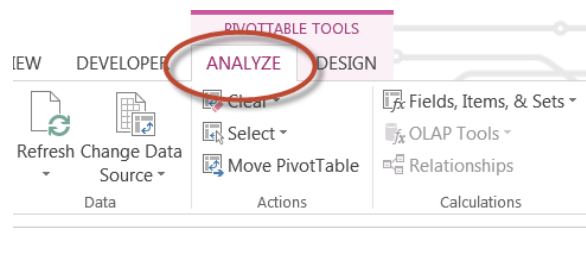 PIVOTTABLE TOOLS
IEW DEVELOPER ANALYZE DESIGN
Clear
Fields, Items, & Sets
Select
OLAP Tools
Refresh Change Data Source
Move PivotTable
Relationships
Data
Actions
Calculations